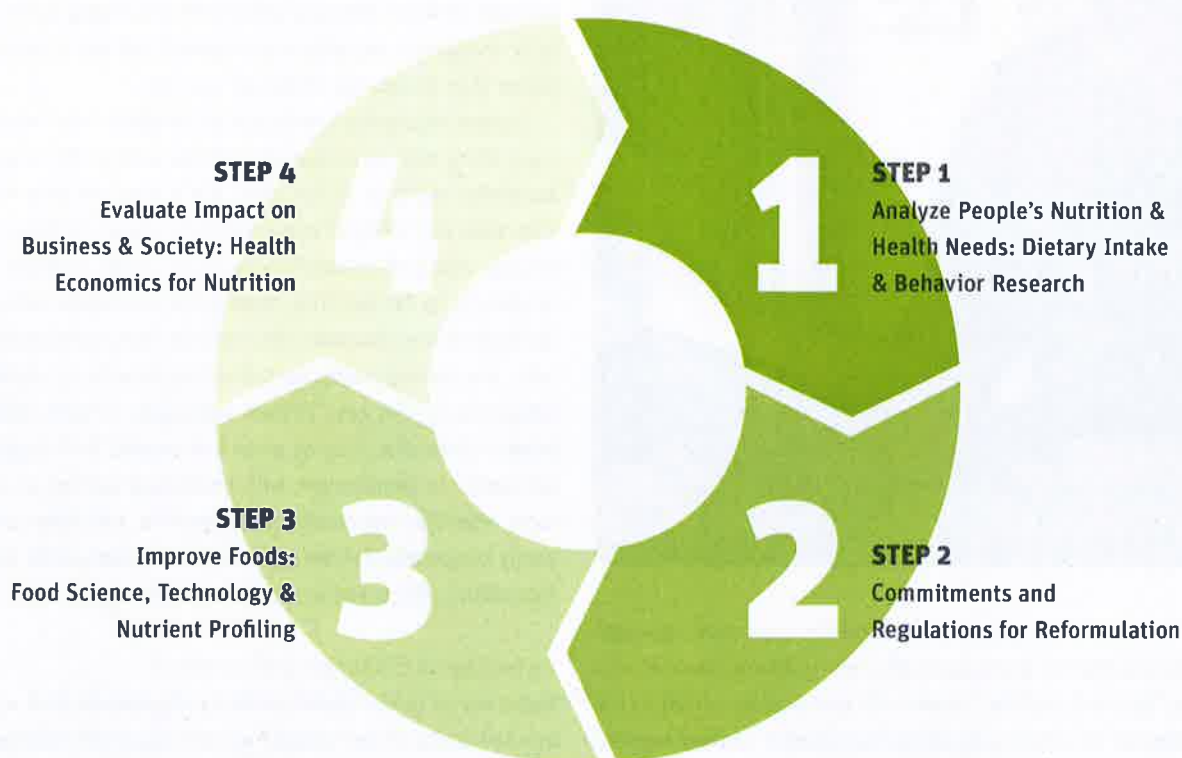 1
STEP 1
Analyze People's Nutrition &
Health Needs: Dietary Intake
& Behavior Research
2
STEP 2
Commitments and
Regulations for Reformulation
3
STEP 3
Improve Foods:
Food Science, Technology &
Nutrient Profiling
4
STEP 4
Evaluate Impact on
Business & Society: Health
Economics for Nutrition